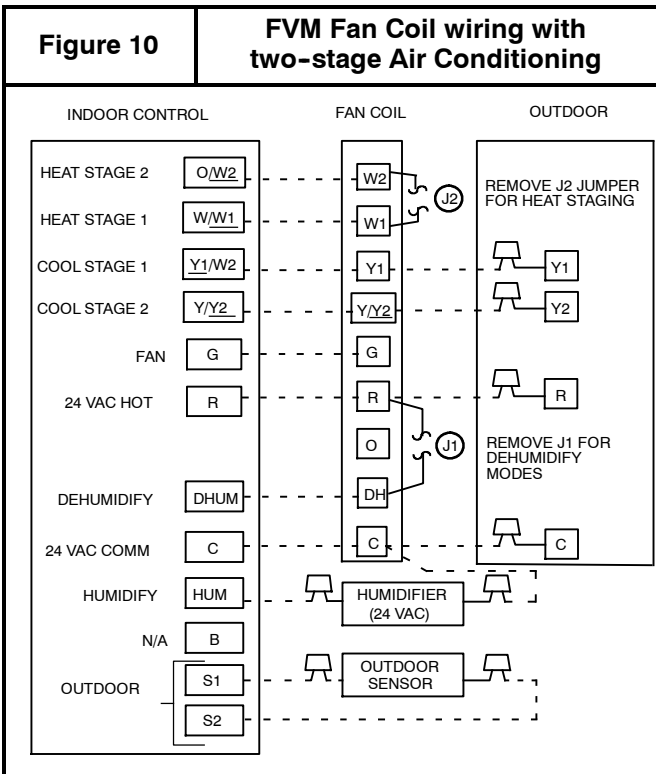 Figure 10
FVM Fan Coil wiring with
two-stage Air Conditioning
INDOOR CONTROL
FAN COIL
OUTDOOR
HEAT STAGE 2
O/W2
W2
J2
REMOVE J2 JUMPER
FOR HEAT STAGING
HEAT STAGE 1
W/W1
W1
COOL STAGE 1
Y1/W2
Y1
Y1
COOL STAGE 2
Y/Y2
Y/Y2
Y2
FAN
G
G
24 VAC HOT
R
R
R
O
J1
REMOVE J1 FOR
DEHUMIDIFY
MODES
DEHUMIDIFY
DHUM
DH
24 VAC COMM
C
C
C
HUMIDIFY
HUM
HUMIDIFIER
(24 VAC)
N/A
B
OUTDOOR
S1
OUTDOOR
SENSOR
S2